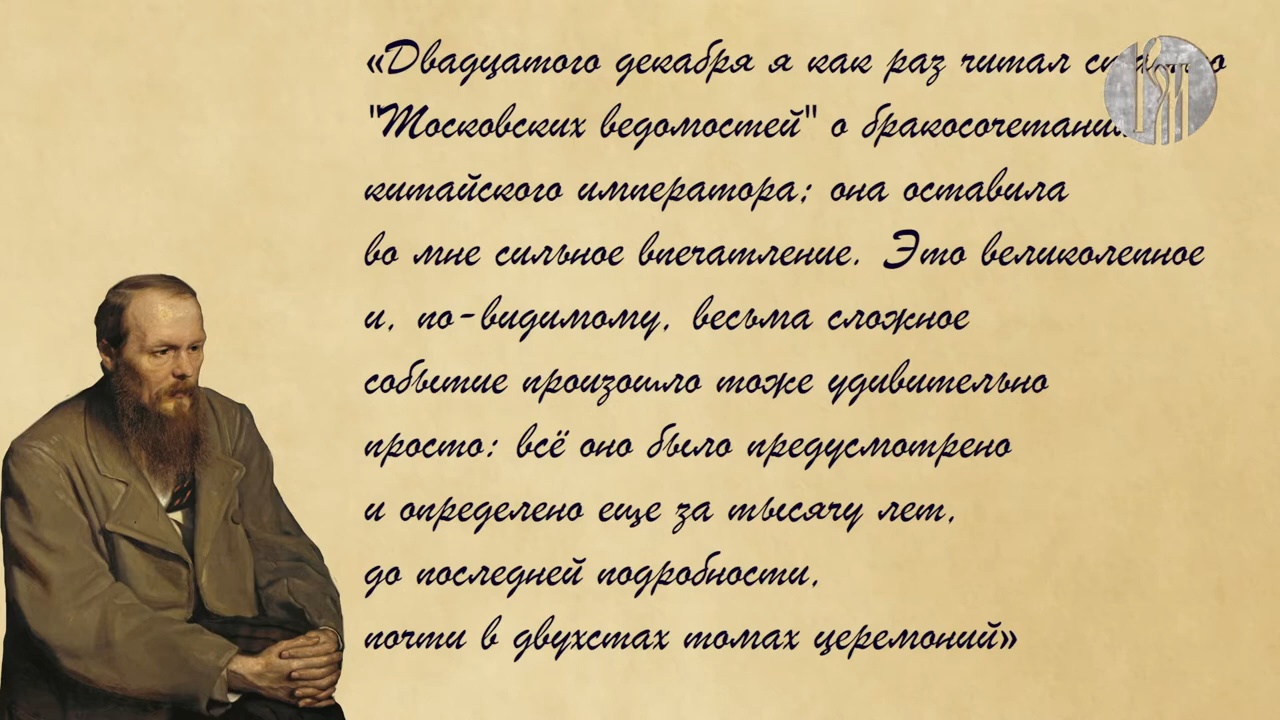 «Двадцатого декабря я как раз читал
"Московских ведомостей" о бракосочетании
китайского императора; она оставила
во мне сильное впечатление. Это великолепное
и, по-видимому, весьма сложное
событие произошло тоже удивительно
просто: всё оно было предусмотрено
и определено еще за тысячу лет,
до последней подробности,
почти в двухстах томах церемоний»